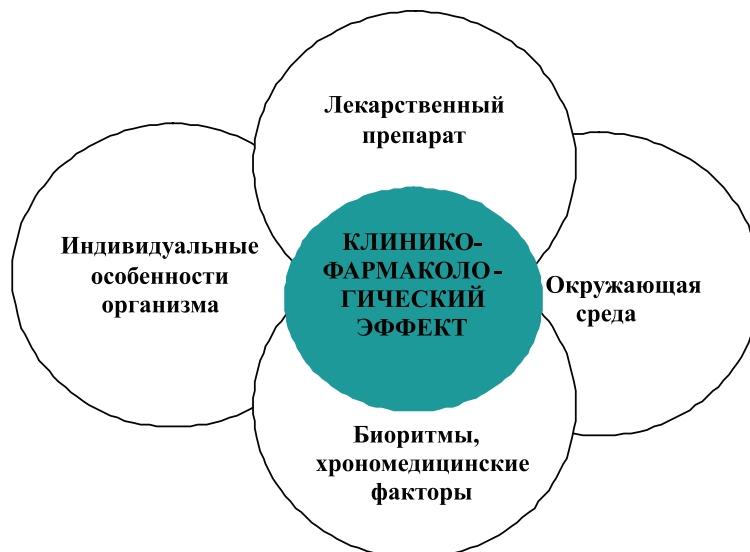 Лекарственный
препарат
Индивидуальные
особенности
организма
КЛИНИКО-
ФАРМАКОЛО-
ГИЧЕСКИЙ
ЭФФЕКТ
Окружающая
среда
Биоритмы,
хрономедицинские
факторы